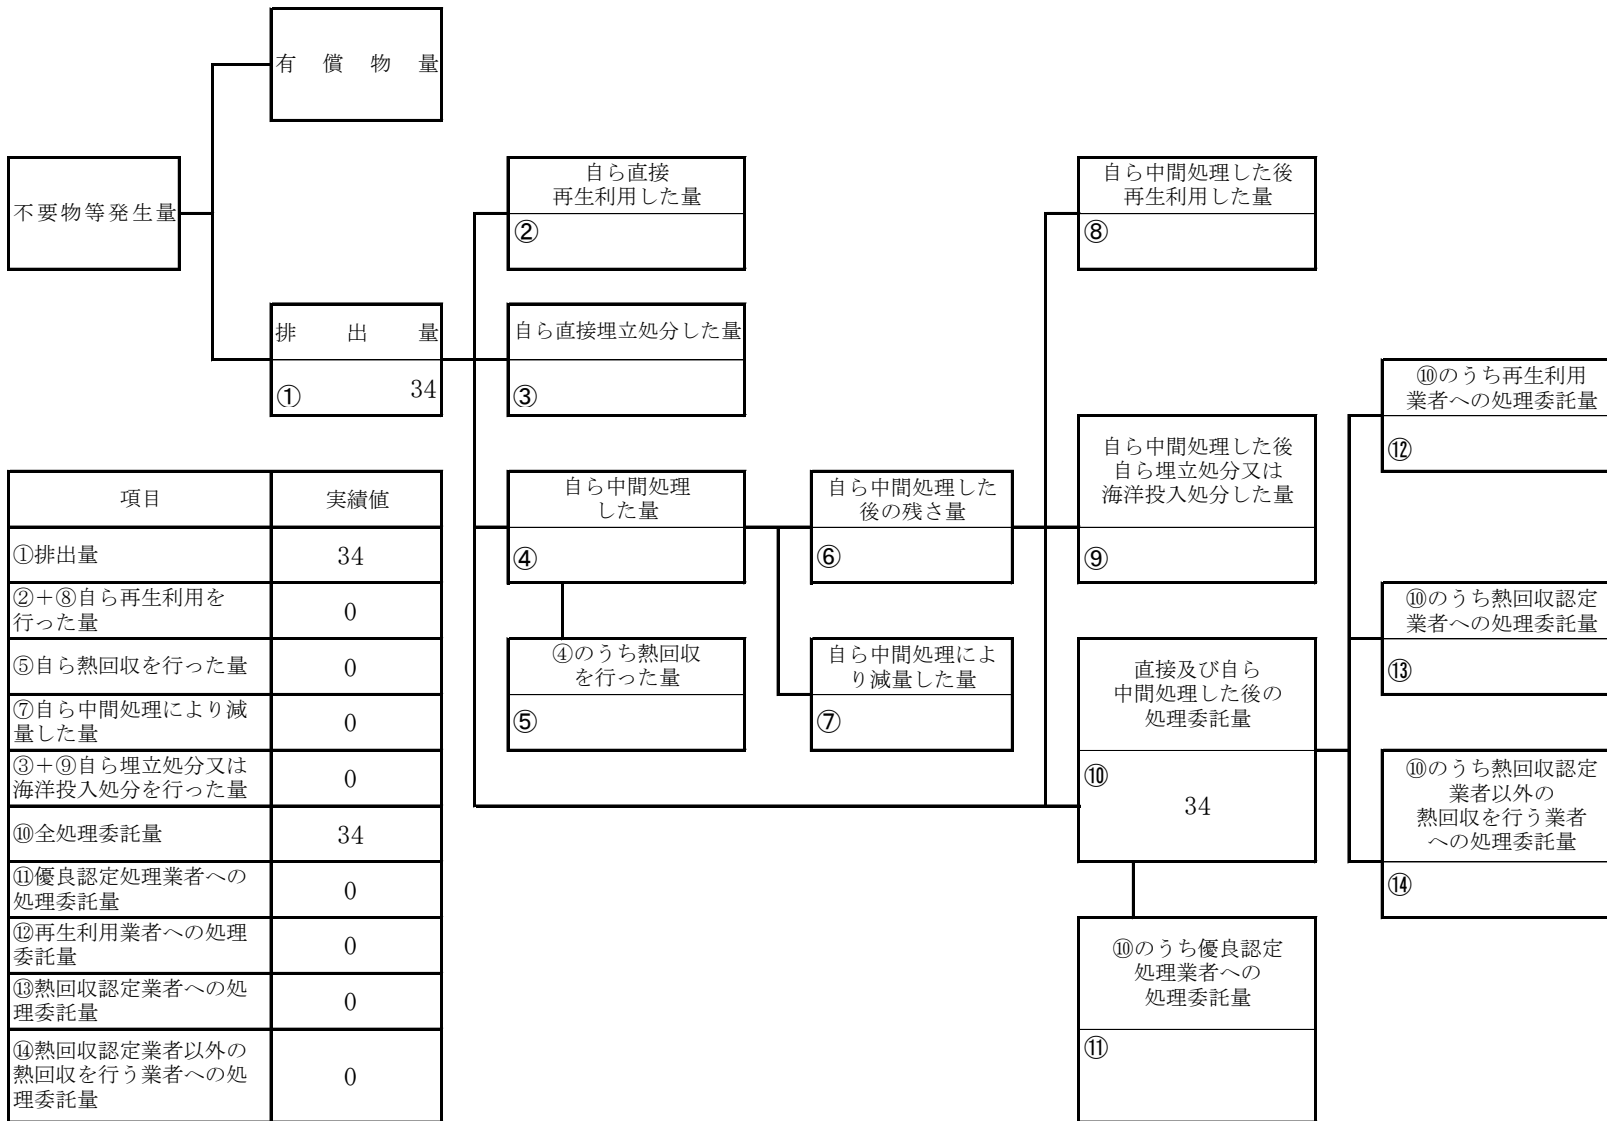 有償物量
不要物等発生量
自ら直接
再生利用した量
②
自ら中間処理した後
再生利用した量
⑧
排出量
① 34
自ら直接埋立処分した量
③
⑩のうち再生利用
業者への処理委託量
⑫
自ら中間処理
した量
④
自ら中間処理した
後の残さ量
⑥
自ら中間処理した後
自ら埋立処分又は
海洋投入処分した量
⑨
⑩のうち熱回収認定
業者への処理委託量
⑬
④のうち熱回収
を行った量
⑤
自ら中間処理によ
り減量した量
⑦
直接及び自ら
中間処理した後の
処理委託量
⑩
34
⑩のうち熱回収認定
業者以外の
熱回収を行う業者
への処理委託量
⑭
⑩のうち優良認定
処理業者への
処理委託量
⑪
項目 実績値
①排出量 34
②＋⑧自ら再生利用を
行った量 0
⑤自ら熱回収を行った量 0
⑦自ら中間処理により減
量した量 0
③＋⑨自ら埋立処分又は
海洋投入処分を行った量 0
⑩全処理委託量 34
⑪優良認定処理業者への
処理委託量 0
⑫再生利用業者への処理
委託量 0
⑬熱回収認定業者への処
理委託量 0
⑭熱回収認定業者以外の
熱回収を行う業者への処
理委託量 0